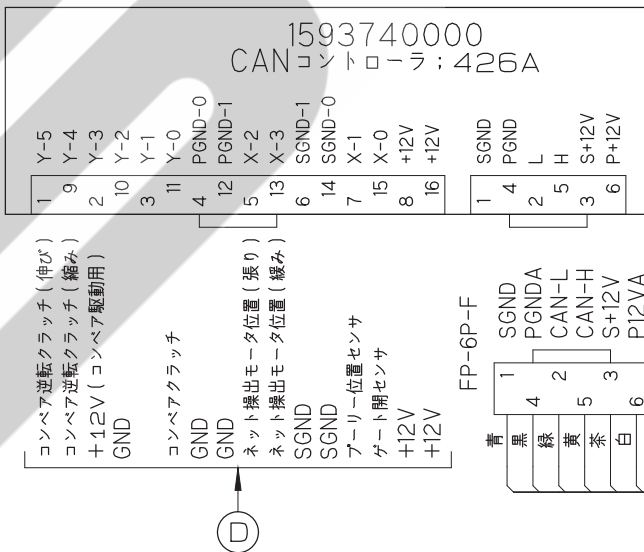 1593740000
CANコントローラ；426A
Y-5
Y-4
Y-3
Y-2
Y-1
Y-0
PGND-0
PGND-1
X-2
X-3
SGND-1
SGND-0
X-1
X-0
+12V
+12V
1
9
2
10
3
11
4
12
5
13
6
14
7
15
8
16
SGND
PGND
L
H
S+12V
P+12V
1
4
2
5
3
6
コンベア逆転クラッチ(伸び)
コンベア逆転クラッチ(縮み)
+12V(コンベア駆動用)
GND
コンベアクラッチ
GND
GND
ネット操出モータ位置(張り)
ネット操出モータ位置(緩み)
SGND
SGND
プーリー位置センサ
ゲート開センサ
+12V
+12V
D
FP-6P-F
SGND
PGNDA
CAN-L
CAN-H
S+12V
P12VA
1
4
2
5
3
6
青
黒
緑
黄
茶
白